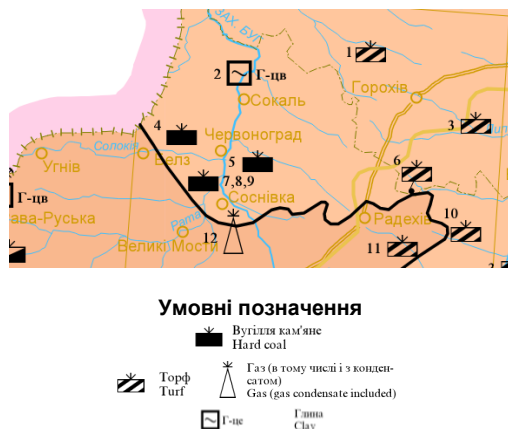 ЗАХ. БУГ
1
2
Г-цв
Горохів
Сокаль
4
3
Червоноград
Солокія
Белз
5
6
Угнів
7,8,9
Г-цв
Соснівка
ава-Руська
Рата
Радехів
10
Великі Мости
12
11
Умовні позначення
Вугілля кам'яне
Hard coal
Торф
Turf
Газ (в тому числі і з конден-
сатом)
Gas (gas condensate included)
Г-це
Глина
Clay